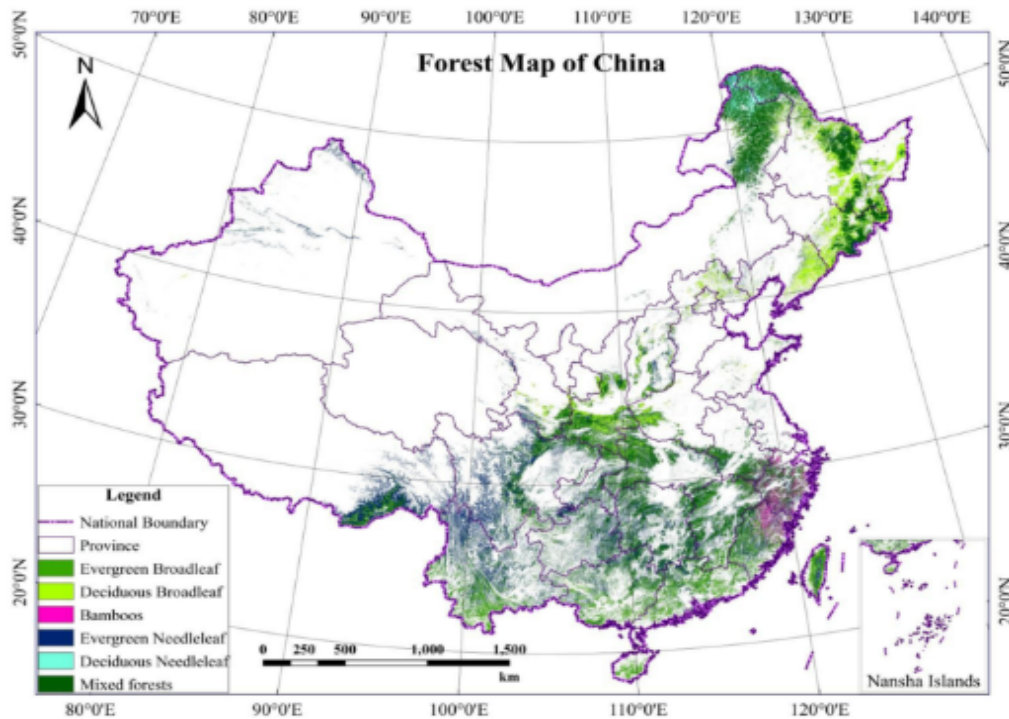 70°0'E 80°0'E 90°0'E 100°0'E 110°0'E 120°0'E 130°0'E 140°0'E
Forest Map of China
N
50°0'N
40°0'N
30°0'N
20°0'N
50°0'N
40°0'N
30°0'N
20°0'N
Legend
National Boundary
Province
Evergreen Broadleaf
Deciduous Broadleaf
Bamboos
Evergreen Needleleaf
Deciduous Needleleaf
Mixed forests
0 250 500 1,000 1,500
km
Nansha Islands
80°0'E 90°0'E 100°0'E 110°0'E 120°0'E